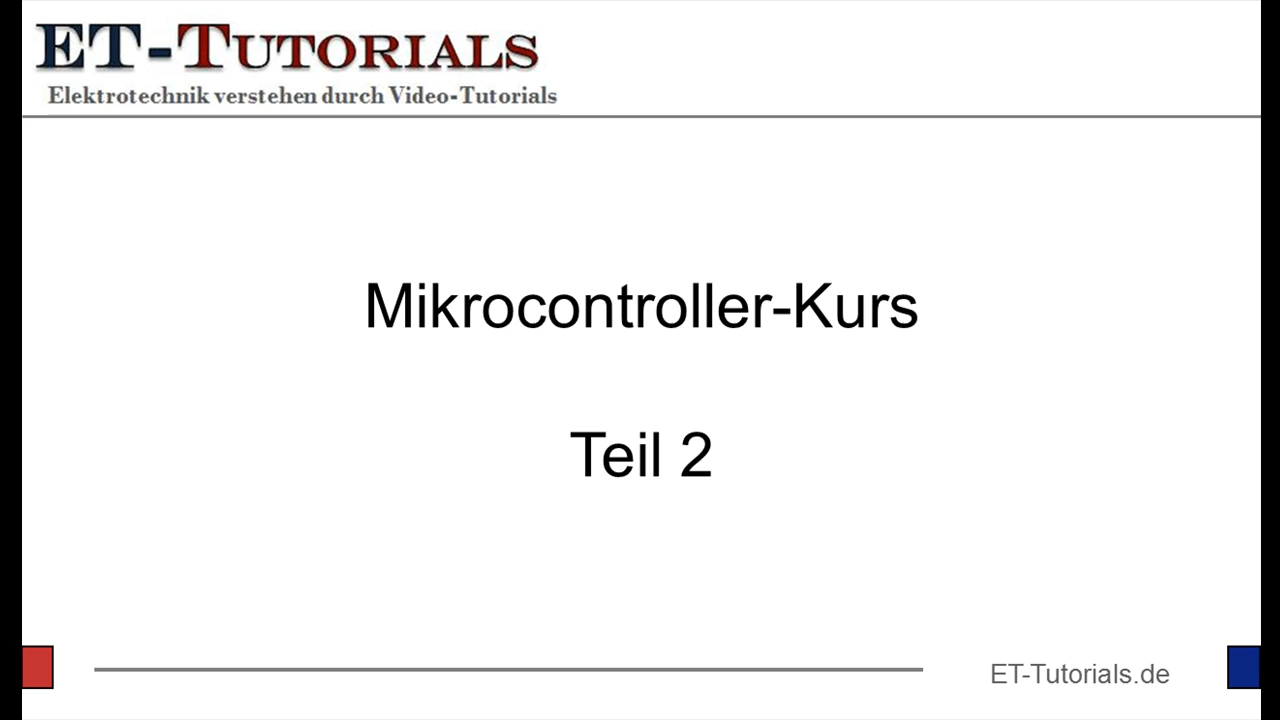 ET-Tutorials
Elektrotechnik verstehen durch Video-Tutorials
Mikrocontroller-Kurs
Teil 2
ET-Tutorials.de